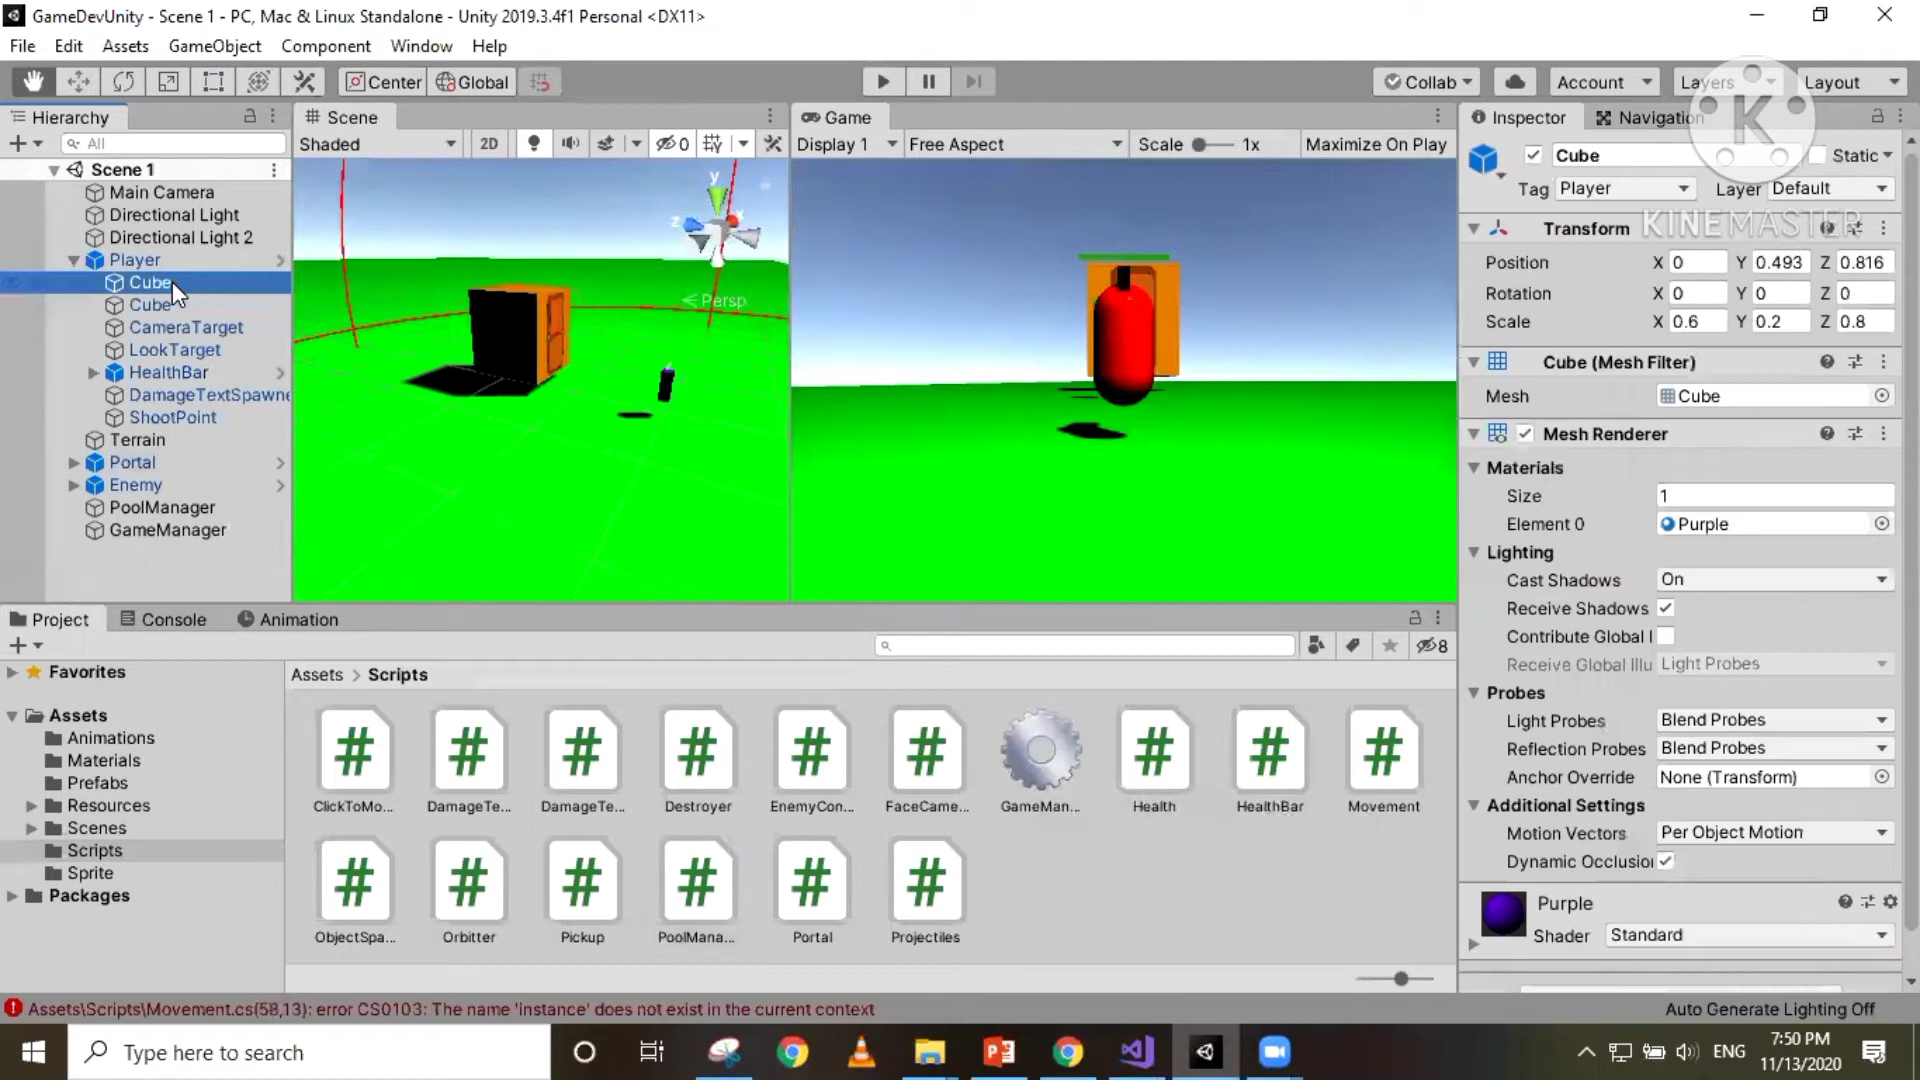 GameDevUnity - Scene 1 - PC, Mac & Linux Standalone - Unity 2019.3.4f1 Personal <DX11>
File Edit Assets GameObject Component Window Help
Center Global Collab Account Layers Layout
Hierarchy
All
Scene 1
Main Camera
Directional Light
Directional Light 2
Player
Cube
Cube
CameraTarget
LookTarget
HealthBar
DamageTextSpawne
ShootPoint
Terrain
Portal
Enemy
PoolManager
GameManager
Scene
Shaded 2D 0
y
z
Persp
Game
Display 1 Free Aspect Scale 1x Maximize On Play
Inspector Navigation
K
KINEMASTER
Cube Static
Tag Player Layer Default
Transform
Position X 0 Y 0.493 Z 0.816
Rotation X 0 Y 0 Z 0
Scale X 0.6 Y 0.2 Z 0.8
Cube (Mesh Filter)
Mesh Cube
Mesh Renderer
Materials
Size 1
Element 0 Purple
Lighting
Cast Shadows On
Receive Shadows
Contribute Global I
Receive Global Illu Light Probes
Probes
Light Probes Blend Probes
Reflection Probes Blend Probes
Anchor Override None (Transform)
Additional Settings
Motion Vectors Per Object Motion
Dynamic Occlusion
Purple
Shader Standard
Project Console Animation
8
Favorites
Assets
Animations
Materials
Prefabs
Resources
Scenes
Scripts
Sprite
Packages
Assets > Scripts
ClickToMo... DamageTe... DamageTe... Destroyer EnemyCon... FaceCame... GameMan... Health HealthBar Movement
ObjectSpa... Orbitter Pickup PoolMana... Portal Projectiles
Assets\Scripts\Movement.cs(58,13): error CS0103: The name 'instance' does not exist in the current context
Auto Generate Lighting Off
Type here to search
ENG
7:50 PM
11/13/2020